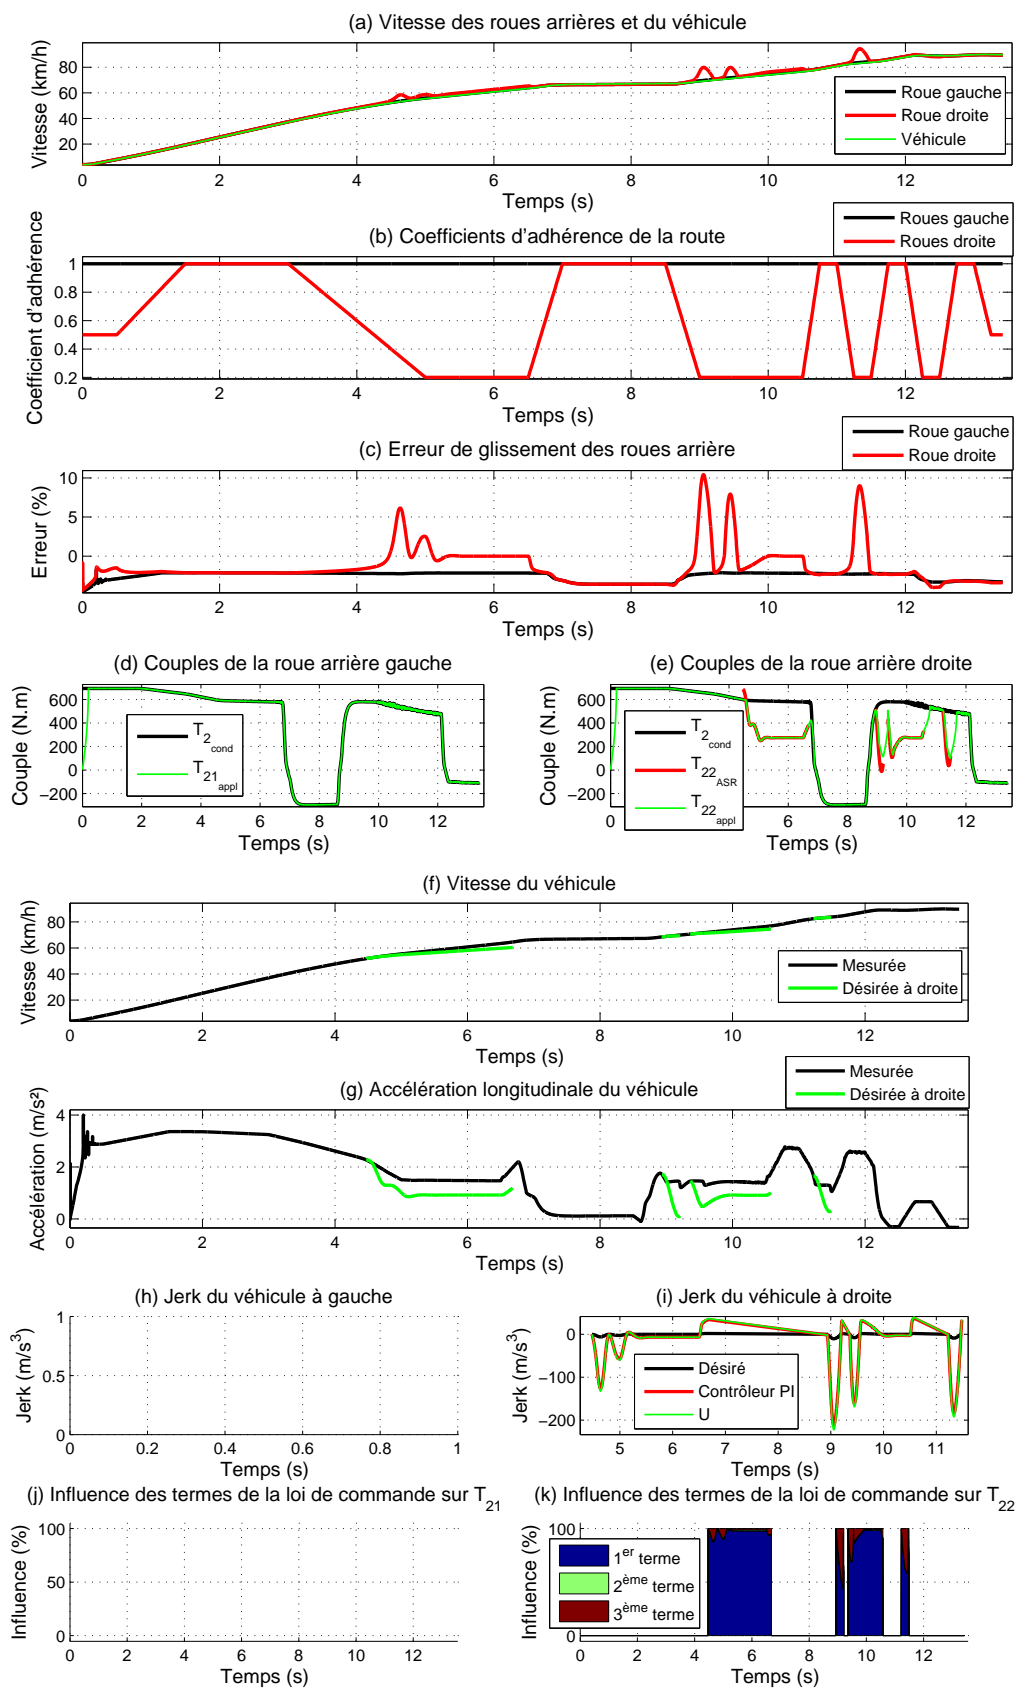 (a) Vitesse des roues arrières et du véhicule
Vitesse (km/h)
80
60
40
20
0 2 4 6 8 10 12
Temps (s)
Roue gauche
Roue droite
Véhicule
(b) Coefficients d'adhérence de la route
Roues gauche
Roues droite
Coefficient d'adhérence
1
0.8
0.6
0.4
0.2
0 2 4 6 8 10 12
Temps (s)
(c) Erreur de glissement des roues arrière
Roue gauche
Roue droite
Erreur (%)
10
5
0
0 2 4 6 8 10 12
Temps (s)
(d) Couples de la roue arrière gauche
Couple (N.m)
600
400
200
0
−200
T2cond
T21appl
0 2 4 6 8 10 12
Temps (s)
(e) Couples de la roue arrière droite
Couple (N.m)
600
400
200
0
−200
T2cond
T22ASR
T22appl
0 2 4 6 8 10 12
Temps (s)
(f) Vitesse du véhicule
Vitesse (km/h)
80
60
40
20
Mesurée
Désirée à droite
0 2 4 6 8 10 12
Temps (s)
(g) Accélération longitudinale du véhicule
Mesurée
Désirée à droite
Accélération (m/s²)
4
2
0
0 2 4 6 8 10 12
Temps (s)
(h) Jerk du véhicule à gauche
Jerk (m/s³)
1
0.5
0
0 0.2 0.4 0.6 0.8 1
Temps (s)
(i) Jerk du véhicule à droite
Jerk (m/s³)
0
−100
−200
Désiré
Contrôleur PI
U
5 6 7 8 9 10 11
Temps (s)
(j) Influence des termes de la loi de commande sur T21
Influence (%)
100
50
0
0 2 4 6 8 10 12
Temps (s)
(k) Influence des termes de la loi de commande sur T22
Influence (%)
100
50
0
1er terme
2ème terme
3ème terme
0 2 4 6 8 10 12
Temps (s)